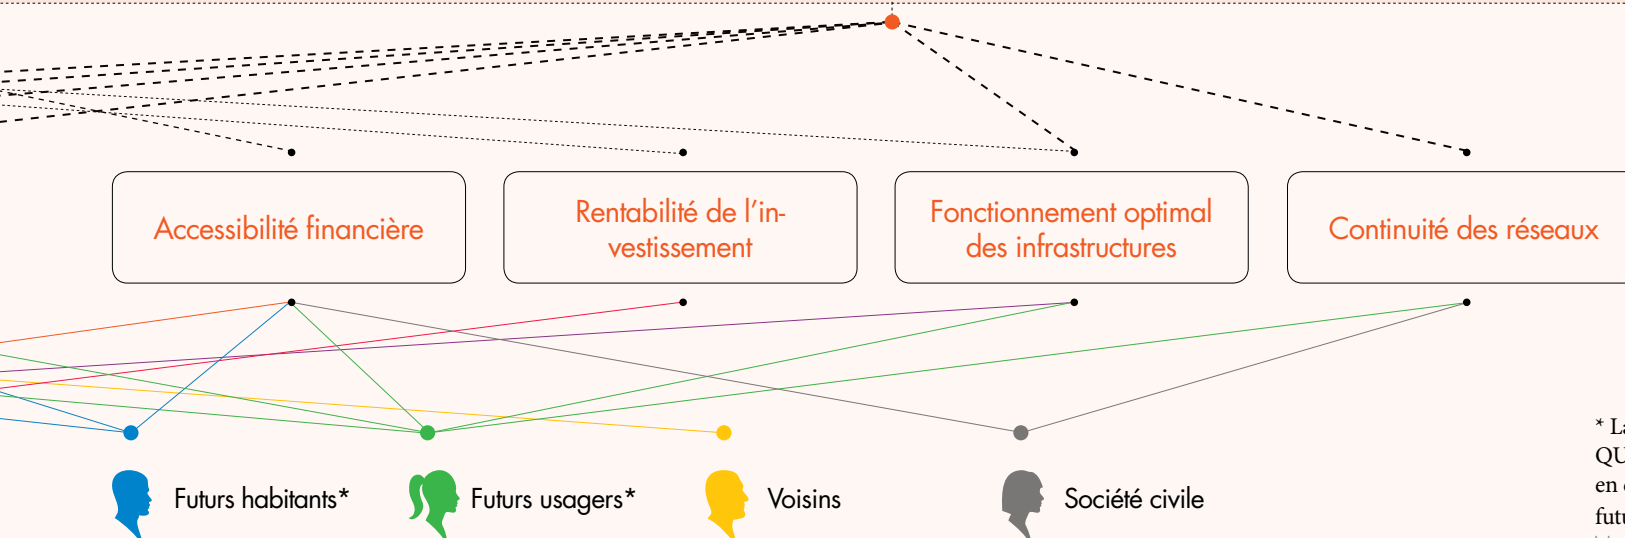 Accessibilité financière
Rentabilité de l’in-
vestissement
Fonctionnement optimal
des infrastructures
Continuité des réseaux
Futurs habitants*
Futurs usagers*
Voisins
Société civile
*